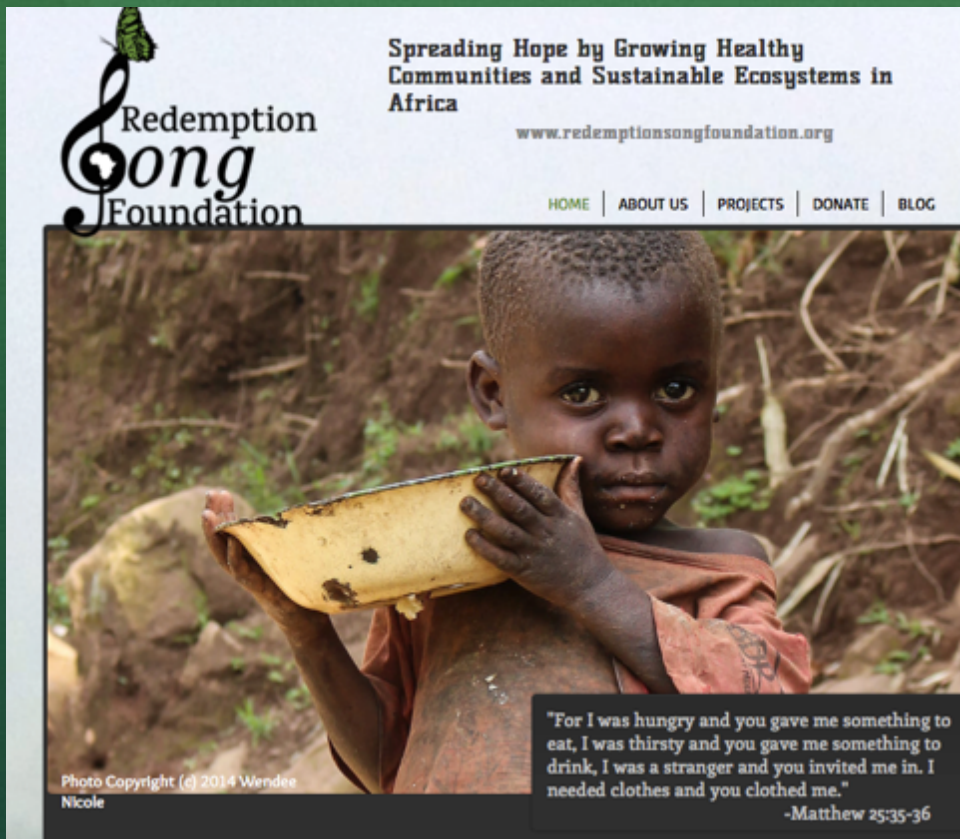 Redemption
Song
Foundation
Spreading Hope by Growing Healthy
Communities and Sustainable Ecosystems in
Africa
www.redemptionsongfoundation.org
HOME | ABOUT US | PROJECTS | DONATE | BLOG
"For I was hungry and you gave me something to
eat, I was thirsty and you gave me something to
drink, I was a stranger and you invited me in. I
needed clothes and you clothed me."
-Matthew 25:35-36
Photo Copyright (c) 2014 Wendee
Nicole